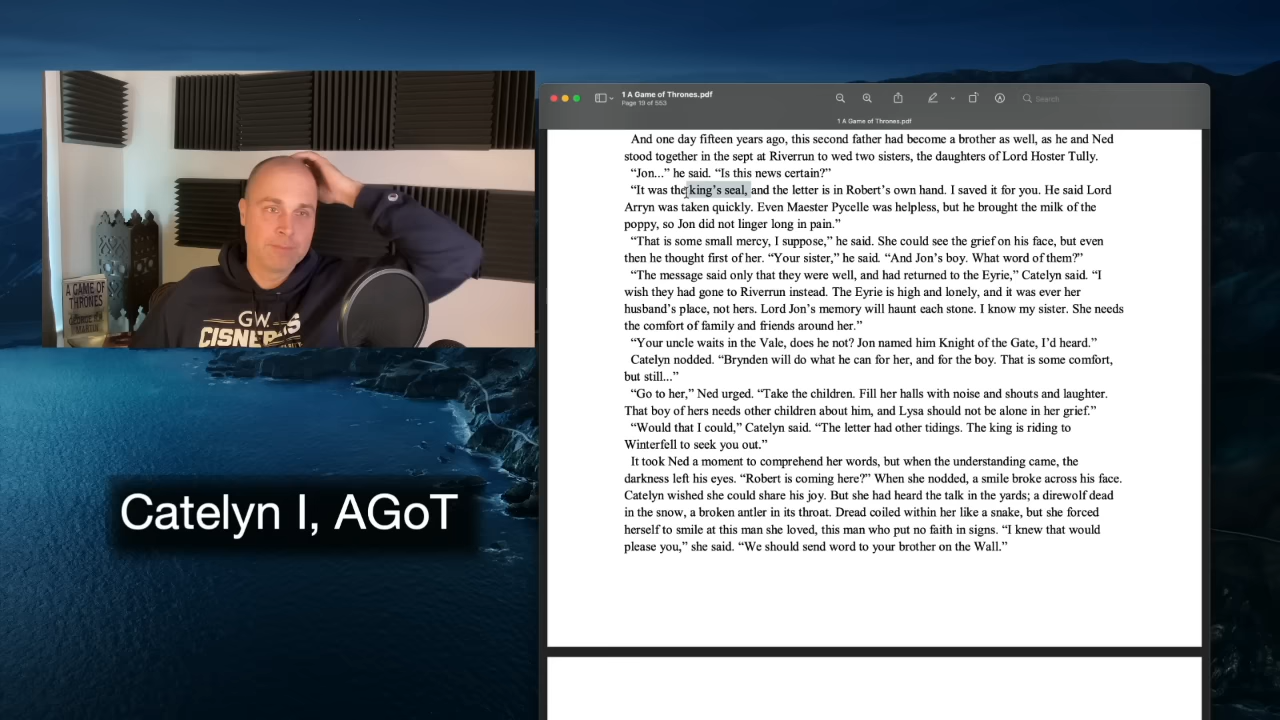 A GAME OF
THRONES
GEORGE R.R.
MARTIN
G.W.
CISNEROS
Catelyn I, AGoT
1 A Game of Thrones.pdf
Page 19 of 553
Search
1 A Game of Thrones.pdf
And one day fifteen years ago, this second father had become a brother as well, as he and Ned
stood together in the sept at Riverrun to wed two sisters, the daughters of Lord Hoster Tully.
“Jon...” he said. “Is this news certain?”
“It was the king’s seal, and the letter is in Robert’s own hand. I saved it for you. He said Lord
Arryn was taken quickly. Even Maester Pycelle was helpless, but he brought the milk of the
poppy, so Jon did not linger long in pain.”
“That is some small mercy, I suppose,” he said. She could see the grief on his face, but even
then he thought first of her. “Your sister,” he said. “And Jon’s boy. What word of them?”
“The message said only that they were well, and had returned to the Eyrie,” Catelyn said. “I
wish they had gone to Riverrun instead. The Eyrie is high and lonely, and it was ever her
husband’s place, not hers. Lord Jon’s memory will haunt each stone. I know my sister. She needs
the comfort of family and friends around her.”
“Your uncle waits in the Vale, does he not? Jon named him Knight of the Gate, I’d heard.”
Catelyn nodded. “Brynden will do what he can for her, and for the boy. That is some comfort,
but still...”
“Go to her,” Ned urged. “Take the children. Fill her halls with noise and shouts and laughter.
That boy of hers needs other children about him, and Lysa should not be alone in her grief.”
“Would that I could,” Catelyn said. “The letter had other tidings. The king is riding to
Winterfell to seek you out.”
It took Ned a moment to comprehend her words, but when the understanding came, the
darkness left his eyes. “Robert is coming here?” When she nodded, a smile broke across his face.
Catelyn wished she could share his joy. But she had heard the talk in the yards; a direwolf dead
in the snow, a broken antler in its throat. Dread coiled within her like a snake, but she forced
herself to smile at this man she loved, this man who put no faith in signs. “I knew that would
please you,” she said. “We should send word to your brother on the Wall.”